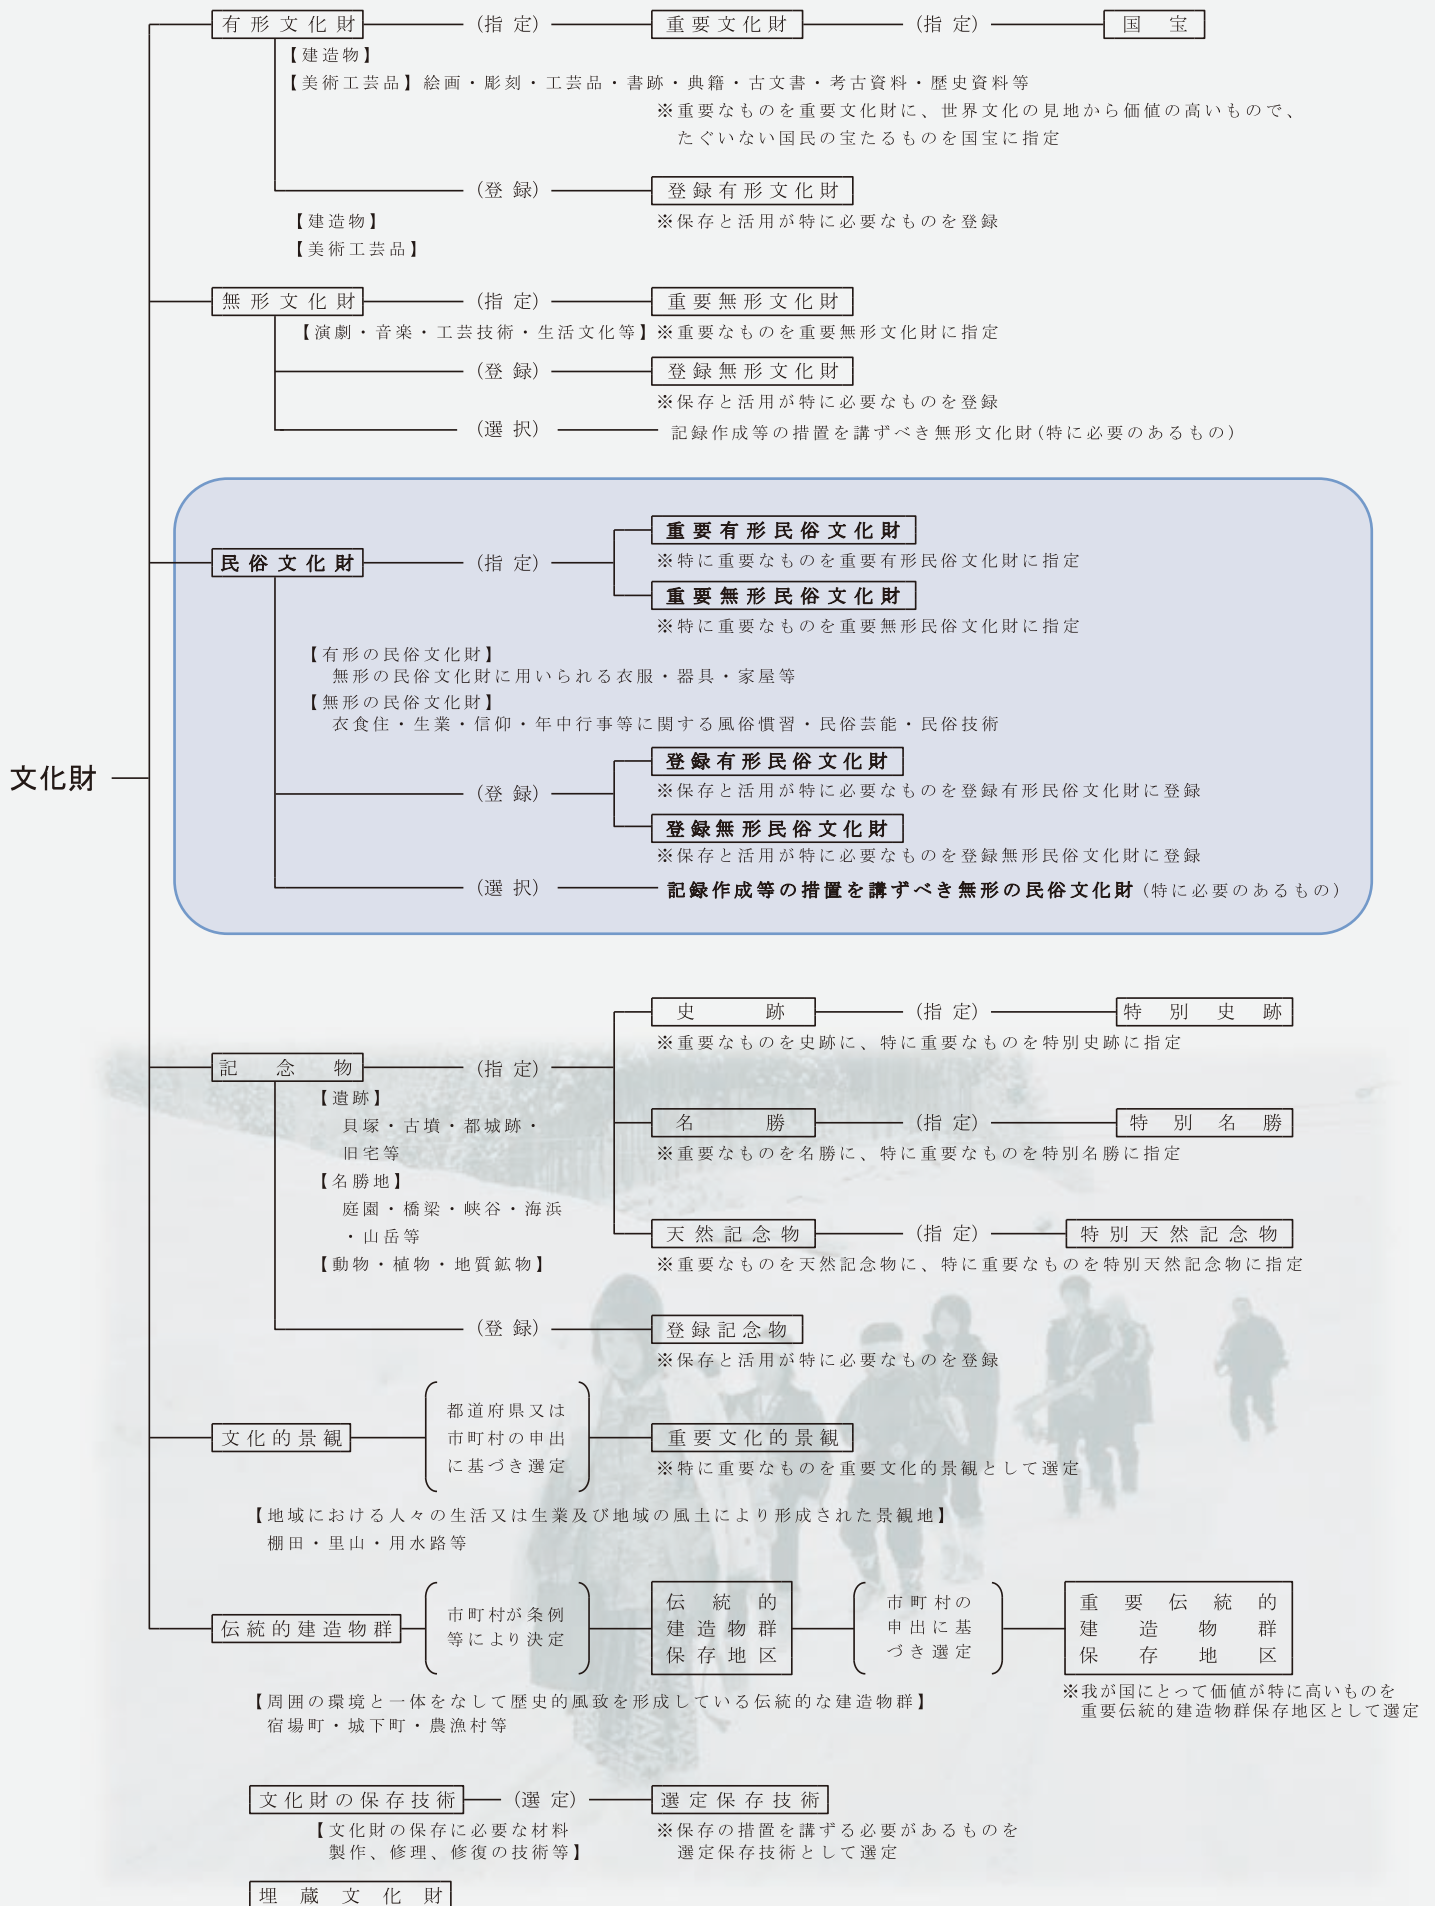 有形文化財 (指定) 重要文化財 (指定) 国宝
【建造物】
【美術工芸品】絵画・彫刻・工芸品・書跡・典籍・古文書・考古資料・歴史資料等
※重要なものを重要文化財に、世界文化の見地から価値の高いもので、
たぐいない国民の宝たるものを国宝に指定
(登録) 登録有形文化財
【建造物】 ※保存と活用が特に必要なものを登録
【美術工芸品】
無形文化財 (指定) 重要無形文化財
【演劇・音楽・工芸技術・生活文化等】※重要なものを重要無形文化財に指定
(登録) 登録無形文化財
※保存と活用が特に必要なものを登録
(選択) 記録作成等の措置を講ずべき無形文化財(特に必要のあるもの)
重要有形民俗文化財
民俗文化財 (指定) ※特に重要なものを重要有形民俗文化財に指定
重要無形民俗文化財
※特に重要なものを重要無形民俗文化財に指定
【有形の民俗文化財】
無形の民俗文化財に用いられる衣服・器具・家屋等
【無形の民俗文化財】
衣食住・生業・信仰・年中行事等に関する風俗慣習・民俗芸能・民俗技術
登録有形民俗文化財
文化財
(登録) ※保存と活用が特に必要なものを登録有形民俗文化財に登録
登録無形民俗文化財
※保存と活用が特に必要なものを登録無形民俗文化財に登録
(選択) 記録作成等の措置を講ずべき無形の民俗文化財(特に必要のあるもの)
史跡 (指定) 特別史跡
※重要なものを史跡に、特に重要なものを特別史跡に指定
記念物 (指定)
【遺跡】
貝塚・古墳・都城跡・
旧宅等
名勝 (指定) 特別名勝
※重要なものを名勝に、特に重要なものを特別名勝に指定
【名勝地】
庭園・橋梁・峡谷・海浜
・山岳等
天然記念物 (指定) 特別天然記念物
【動物・植物・地質鉱物】 ※重要なものを天然記念物に、特に重要なものを特別天然記念物に指定
(登録) 登録記念物
※保存と活用が特に必要なものを登録
文化的景観
都道府県又は
市町村の申出
に基づき選定
重要文化的景観
※特に重要なものを重要文化的景観として選定
【地域における人々の生活又は生業及び地域の風土により形成された景観地】
棚田・里山・用水路等
伝統的建造物群
市町村が条例
等により決定
伝統的
建造物群
保存地区
市町村の
申出に基
づき選定
重要伝統的
建造物群
保存地区
※我が国にとって価値が特に高いものを
重要伝統的建造物群保存地区として選定
【周囲の環境と一体をなして歴史的風致を形成している伝統的な建造物群】
宿場町・城下町・農漁村等
文化財の保存技術 (選定) 選定保存技術
【文化財の保存に必要な材料
製作、修理、修復の技術等】
※保存の措置を講ずる必要があるものを
選定保存技術として選定
埋蔵文化財